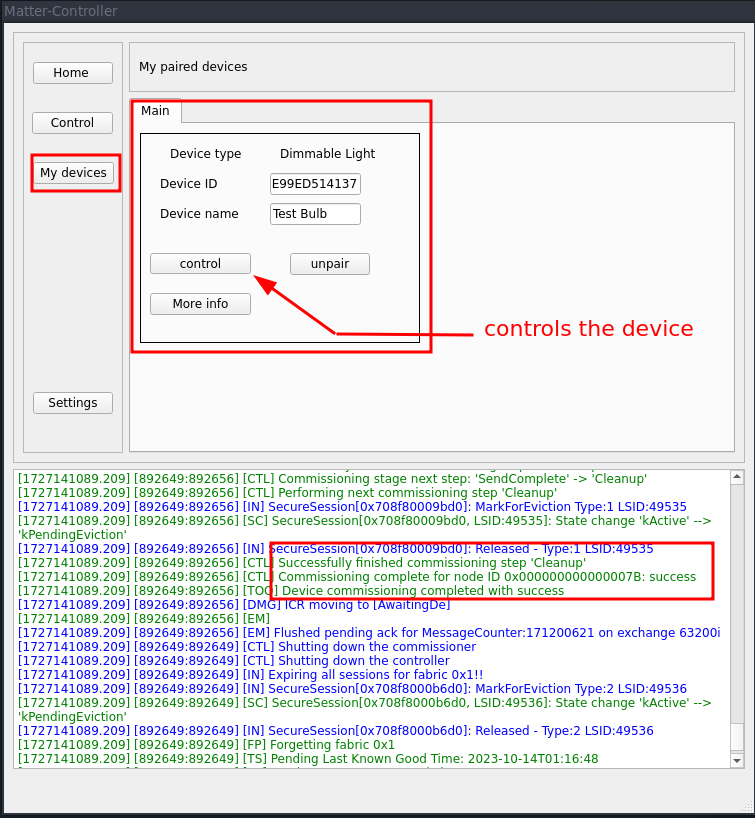 Matter-Controller
Home
Control
My devices
Settings
My paired devices
Main
Device type Dimmable Light
Device ID E99ED514137
Device name Test Bulb
control unpair
More info
controls the device
[1727141089.209] [892649:892656] [CTL] Commissioning stage next step: 'SendComplete' -> 'Cleanup'
[1727141089.209] [892649:892656] [CTL] Performing next commissioning step 'Cleanup'
[1727141089.209] [892649:892656] [IN] SecureSession[0x708f80009bd0]: MarkForEviction Type:1 LSID:49535
[1727141089.209] [892649:892656] [SC] SecureSession[0x708f80009bd0, LSID:49535]: State change 'kActive' -->
'kPendingEviction'
[1727141089.209] [892649:892656] [IN] SecureSession[0x708f80009bd0]: Released - Type:1 LSID:49535
[1727141089.209] [892649:892656] [CTL] Successfully finished commissioning step 'Cleanup'
[1727141089.209] [892649:892656] [CTL] Commissioning complete for node ID 0x000000000000007B: success
[1727141089.209] [892649:892656] [TOO] Device commissioning completed with success
[1727141089.209] [892649:892656] [DMG] ICR moving to [AwaitingDe]
[1727141089.209] [892649:892656] [EM]
[1727141089.209] [892649:892656] [EM] Flushed pending ack for MessageCounter:171200621 on exchange 63200i
[1727141089.209] [892649:892649] [CTL] Shutting down the commissioner
[1727141089.209] [892649:892649] [CTL] Shutting down the controller
[1727141089.209] [892649:892649] [IN] Expiring all sessions for fabric 0x1!!
[1727141089.209] [892649:892649] [IN] SecureSession[0x708f8000b6d0]: MarkForEviction Type:2 LSID:49536
[1727141089.209] [892649:892649] [SC] SecureSession[0x708f8000b6d0, LSID:49536]: State change 'kActive' -->
'kPendingEviction'
[1727141089.209] [892649:892649] [IN] SecureSession[0x708f8000b6d0]: Released - Type:2 LSID:49536
[1727141089.209] [892649:892649] [FP] Forgetting fabric 0x1
[1727141089.209] [892649:892649] [TS] Pending Last Known Good Time: 2023-10-14T01:16:48